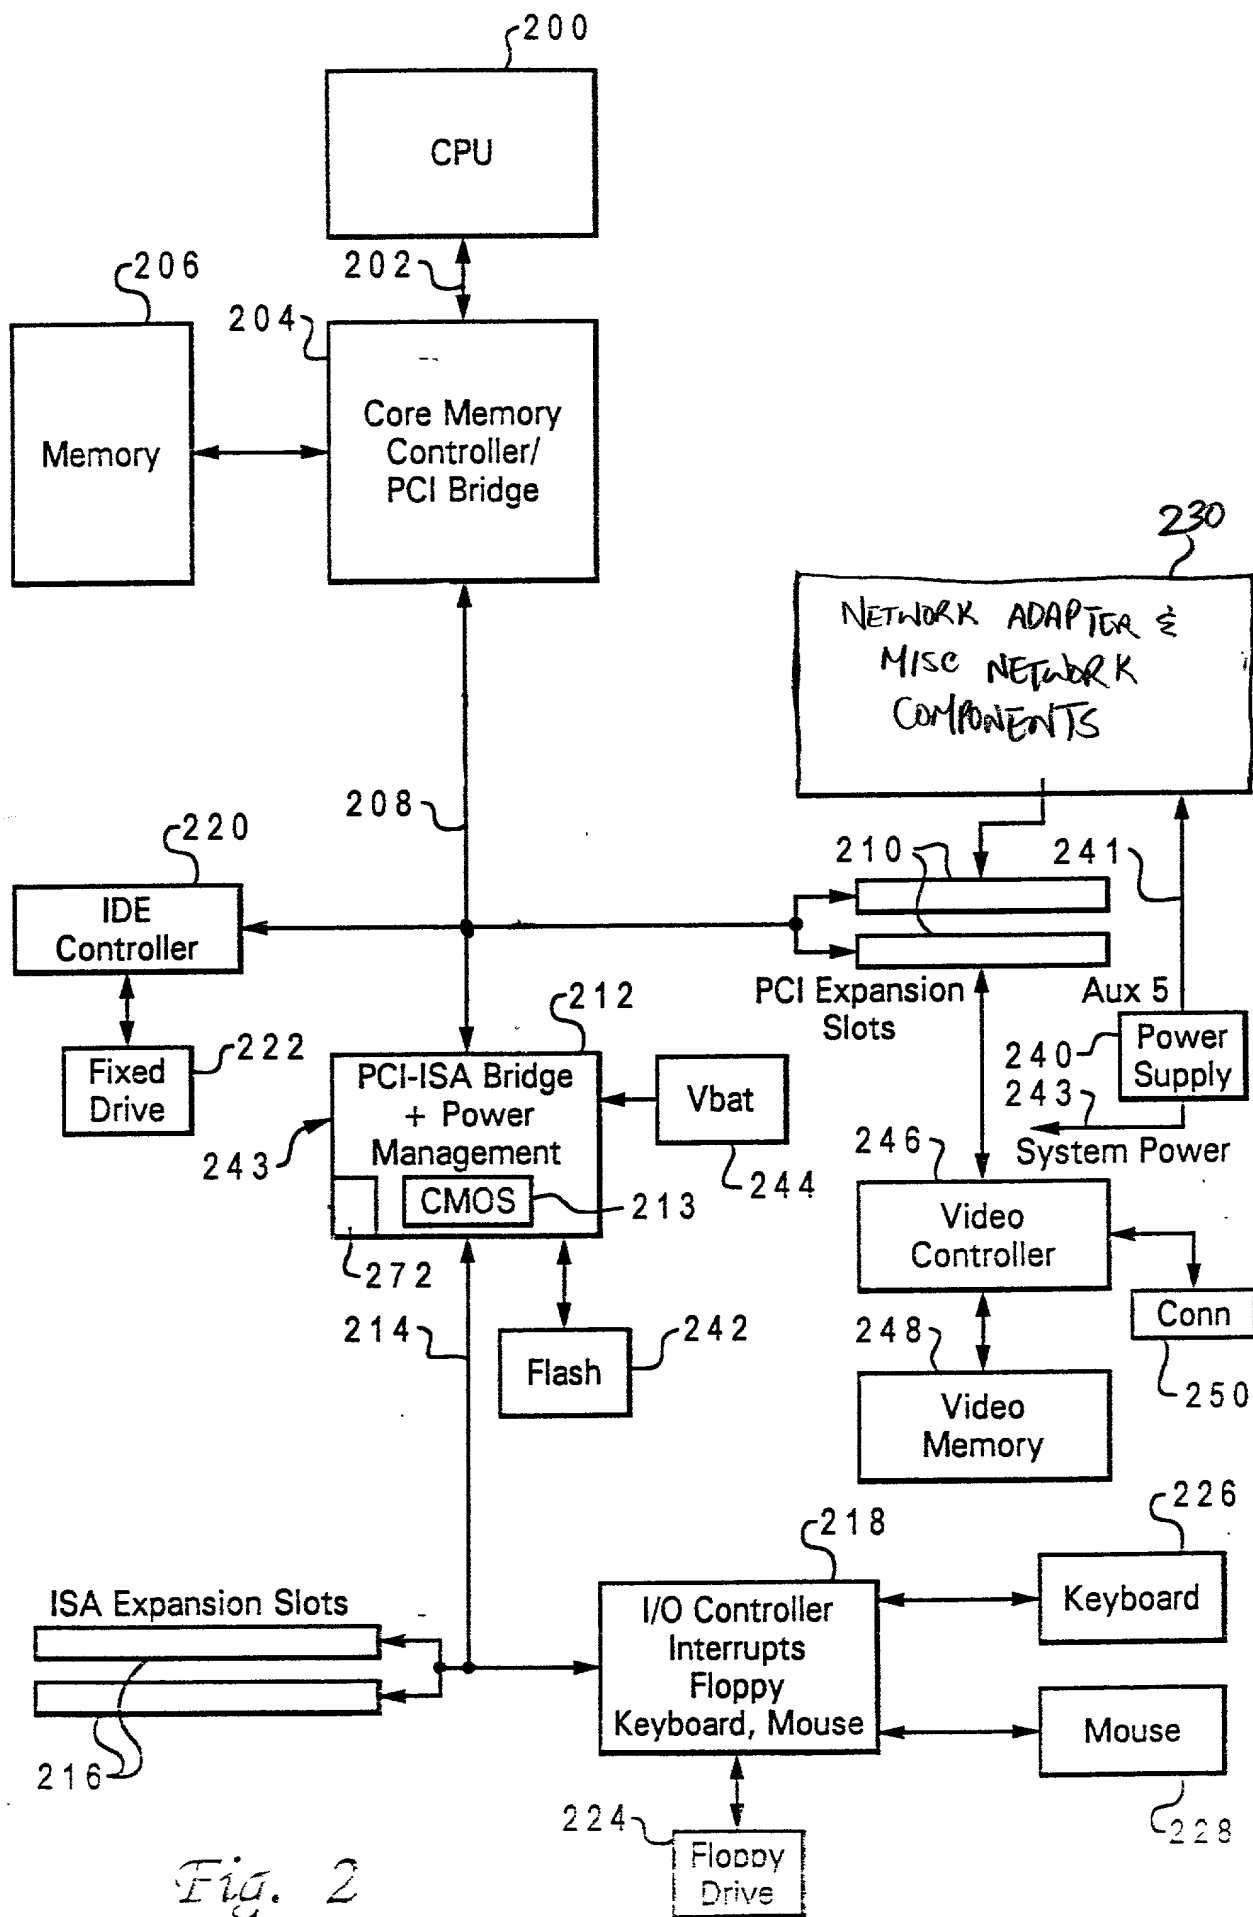 200
CPU
202
206
204
Memory
Core Memory
Controller/
PCI Bridge
230
NETWORK ADAPTER &
MISC NETWORK
COMPONENTS
208
220
IDE
Controller
210
241
PCI Expansion
Slots
Aux 5
212
222
Fixed
Drive
PCI-ISA Bridge
+ Power
Management
243
CMOS
213
272
Vbat
244
240
Power
Supply
243
System Power
246
Video
Controller
214
242
Flash
248
Video
Memory
Conn
250
218
226
ISA Expansion Slots
I/O Controller
Interrupts
Floppy
Keyboard, Mouse
Keyboard
Mouse
216
224
Floppy
Drive
228
Fig. 2